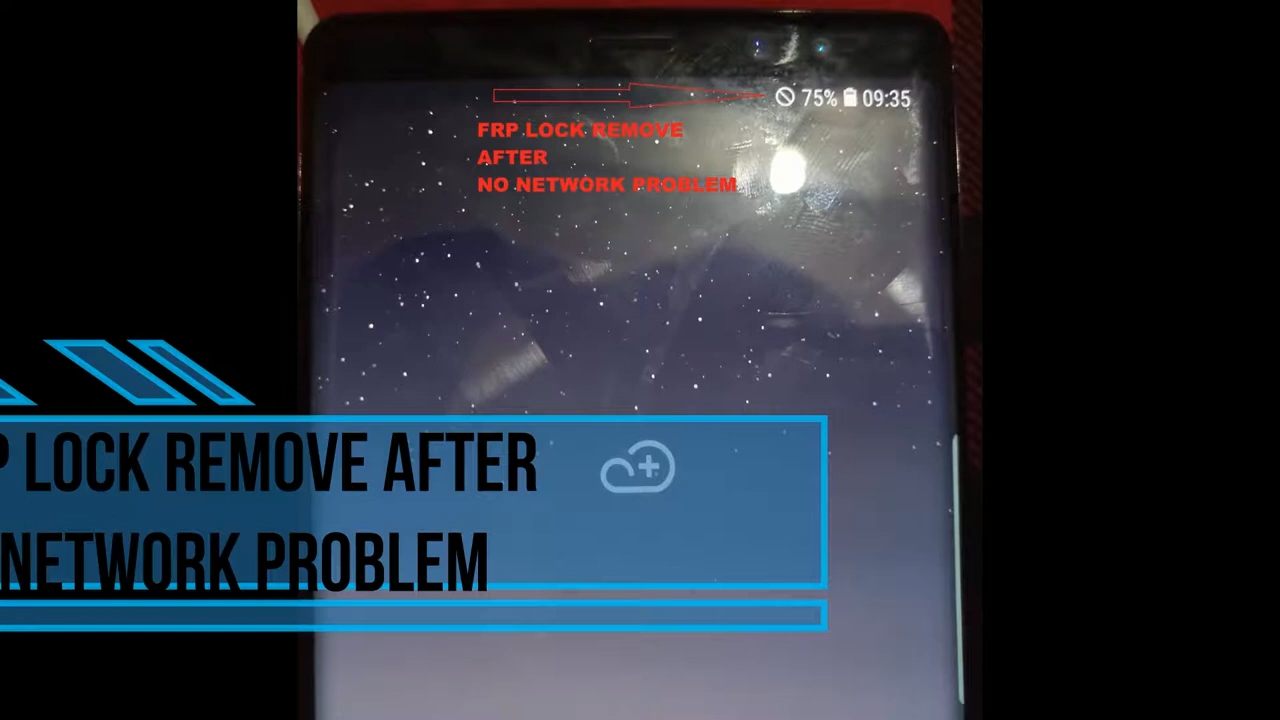 75% 09:35
FRP LOCK REMOVE
AFTER
NO NETWORK PROBLEM
P LOCK REMOVE AFTER
NETWORK PROBLEM